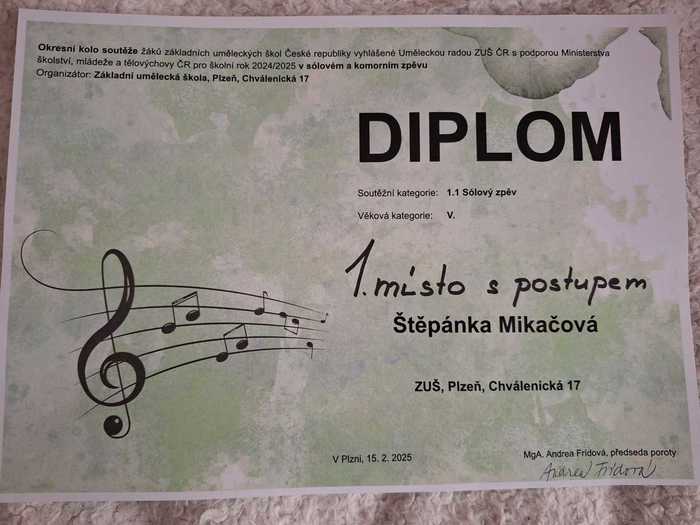 Okresní kolo soutěže žáků základních uměleckých škol České republiky vyhlášené Uměleckou radou ZUŠ ČR s podporou Ministerstva
školství, mládeže a tělovýchovy ČR pro školní rok 2024/2025 v sólovém a komorním zpěvu
Organizátor: Základní umělecká škola, Plzeň, Chválenická 17
DIPLOM
Soutěžní kategorie: 1.1 Sólový zpěv
Věková kategorie: V.
1. místo s postupem
Štěpánka Mikačová
ZUŠ, Plzeň, Chválenická 17
V Plzni, 15. 2. 2025
MgA. Andrea Frídová, předseda poroty
Andrea Frídová